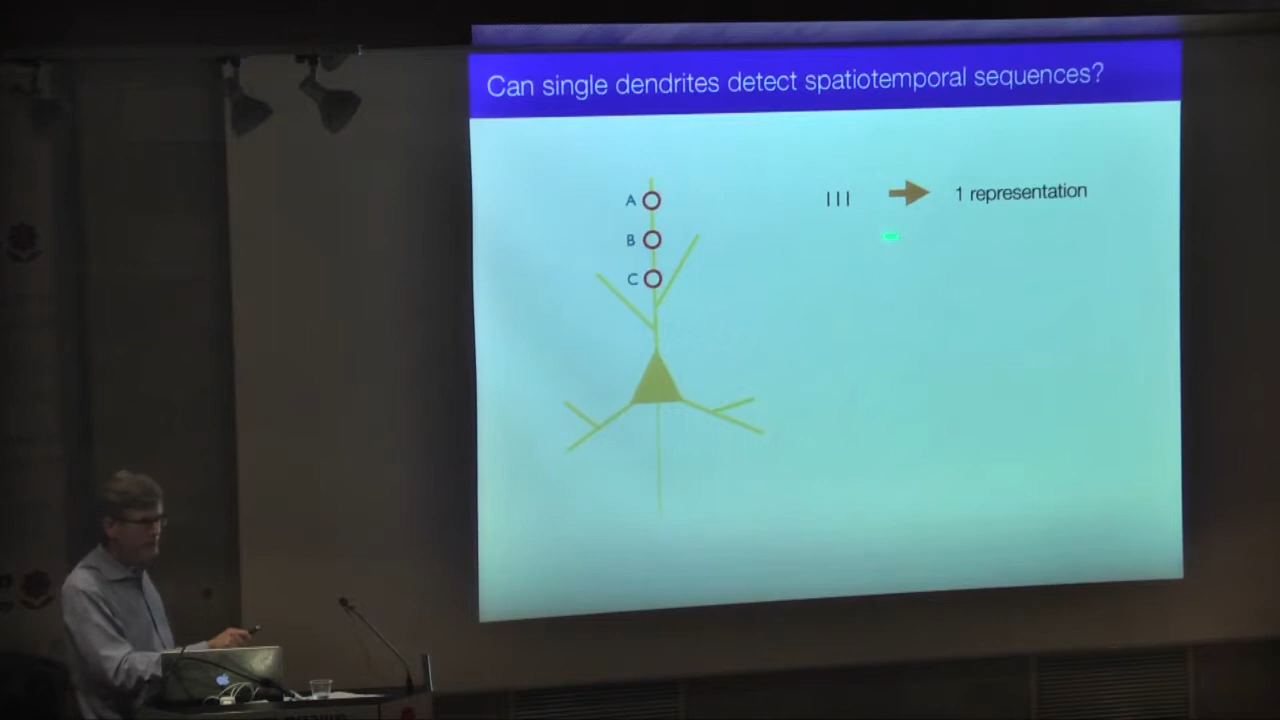 Can single dendrites detect spatiotemporal sequences?
A
B
C
| | |
1 representation